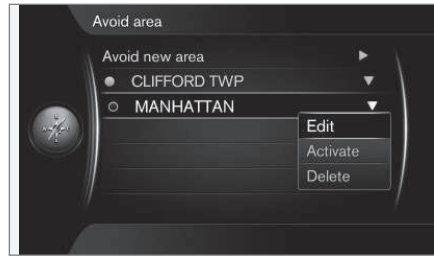 Avoid area
Avoid new area
CLIFFORD TWP
MANHATTAN
Edit
Activate
Delete